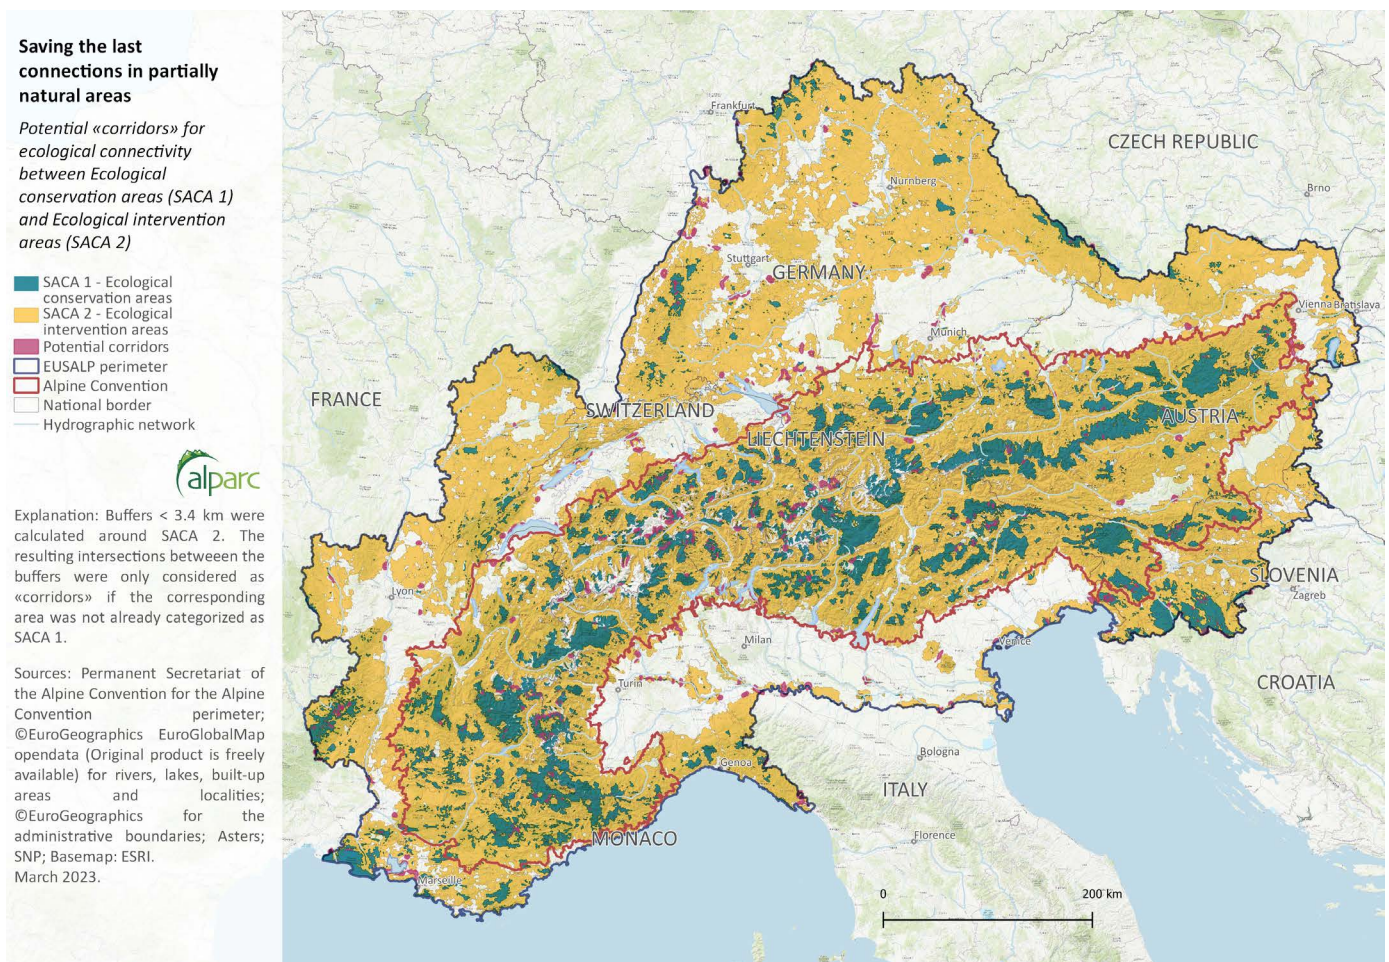 Saving the last
connections in partially
natural areas
Potential «corridors» for
ecological connectivity
between Ecological
conservation areas (SACA 1)
and Ecological intervention
areas (SACA 2)
SACA 1 - Ecological
conservation areas
SACA 2 - Ecological
intervention areas
Potential corridors
EUSALP perimeter
Alpine Convention
National border
Hydrographic network
alparc
Explanation: Buffers < 3.4 km were
calculated around SACA 2. The
resulting intersections betweeen the
buffers were only considered as
«corridors» if the corresponding
area was not already categorized as
SACA 1.
Sources: Permanent Secretariat of
the Alpine Convention for the Alpine
Convention perimeter;
©EuroGeographics EuroGlobalMap
opendata (Original product is freely
available) for rivers, lakes, built-up
areas and localities;
©EuroGeographics for the
administrative boundaries; Asters;
SNP; Basemap: ESRI.
March 2023.
Frankfurt
CZECH REPUBLIC
Nurnberg
Brno
Stuttgart
GERMANY
Vienna
Bratislava
Munich
FRANCE
SWITZERLAND
AUSTRIA
LIECHTENSTEIN
SLOVENIA
Zagreb
Lyon
Milan
Venice
Turin
CROATIA
Bologna
Genoa
ITALY
MONACO
Florence
Marseille
0
200 km